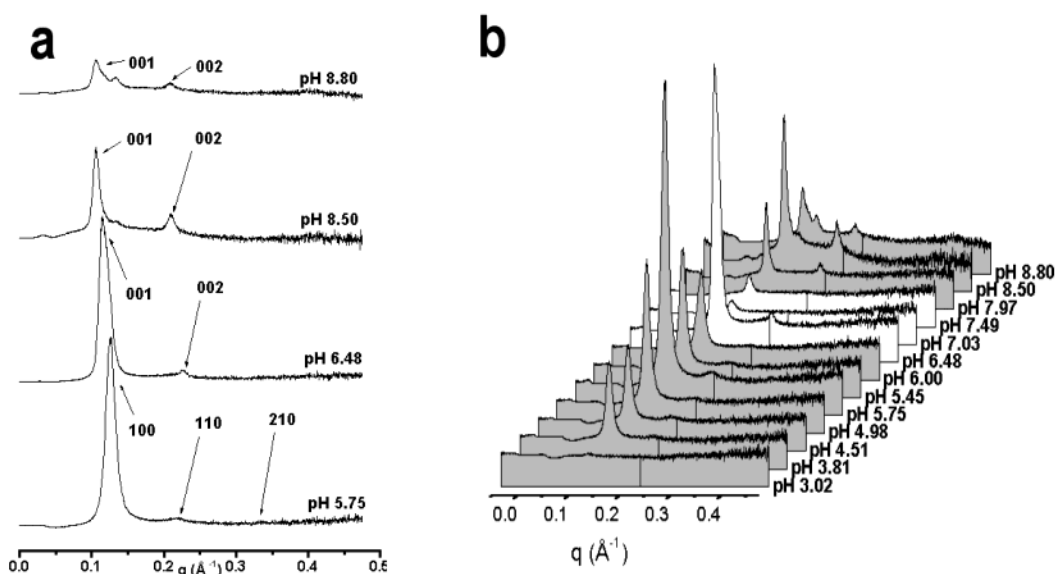 a
001
002
pH 8.80
001
002
pH 8.50
001
002
pH 6.48
100
110
210
pH 5.75
0.0 0.1 0.2 0.3 0.4
q (Å⁻¹)
b
pH 8.80
pH 8.50
pH 7.97
pH 7.49
pH 7.03
pH 6.48
pH 6.00
pH 5.45
pH 5.75
pH 4.98
pH 4.51
pH 3.81
pH 3.02
0.0 0.1 0.2 0.3 0.4
q (Å⁻¹)